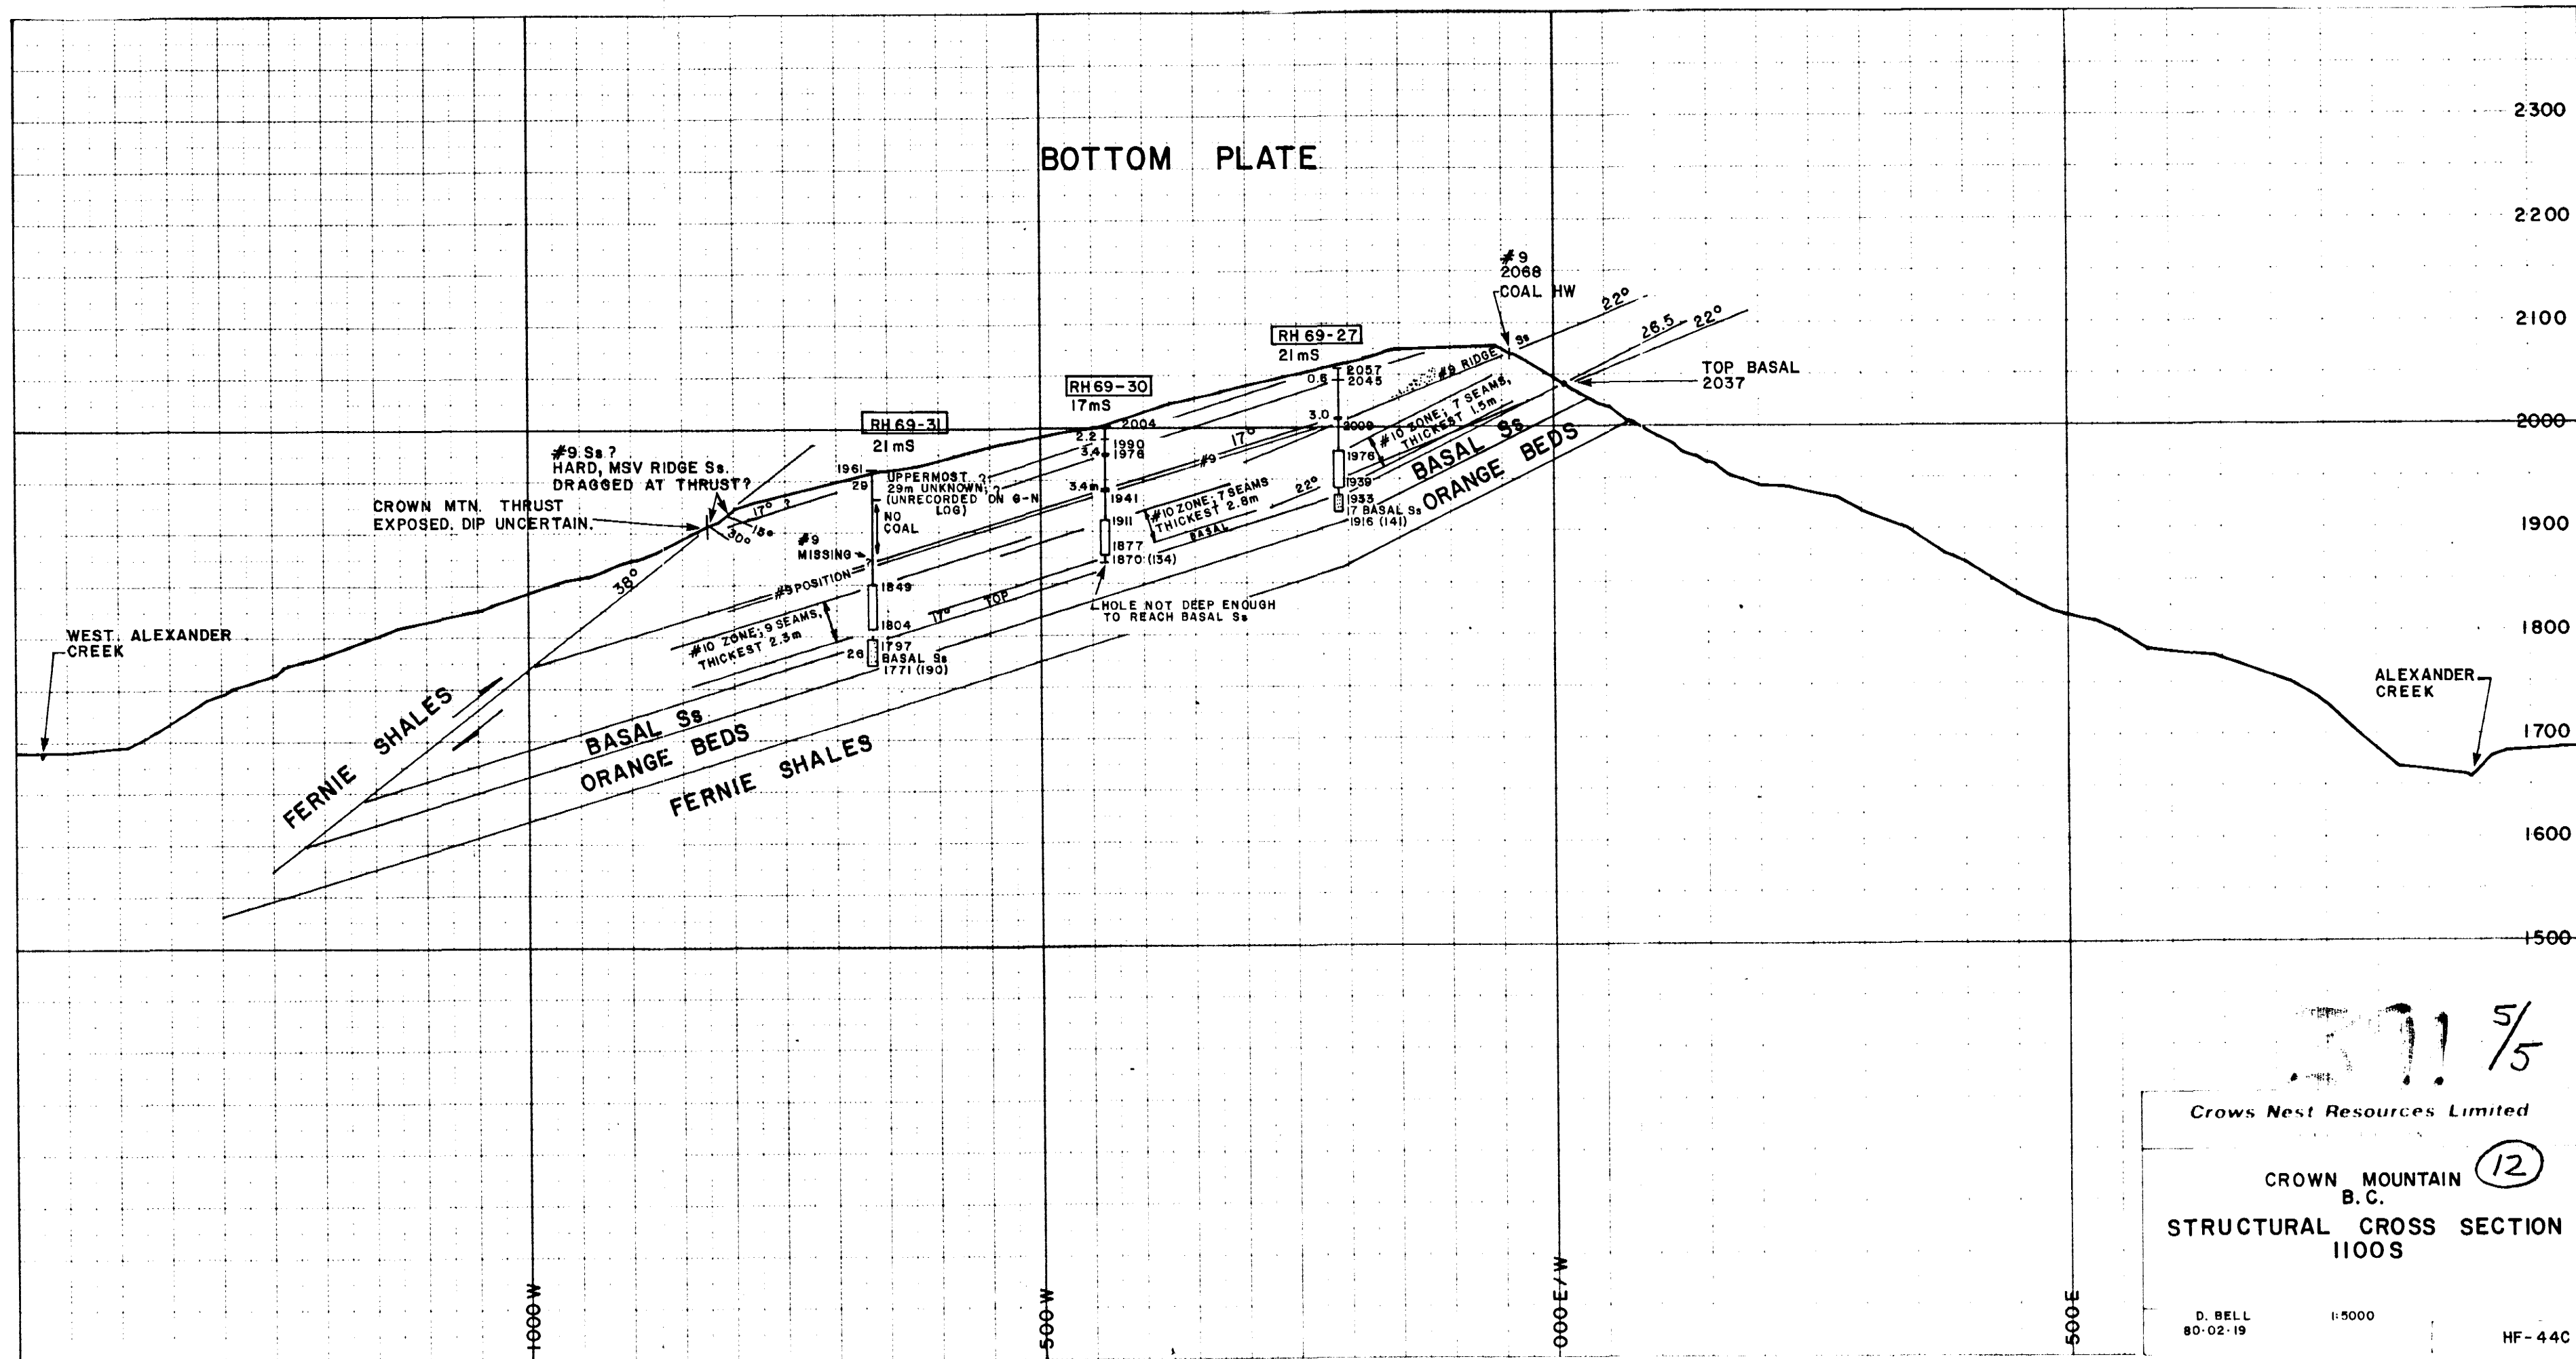 BOTTOM PLATE
2300
2200
2100
2000
1900
1800
1700
1600
1500
#9
2068
COAL HW
22°
26.5
22°
Ss
#9 RIDGE
TOP BASAL
2037
RH 69-27
21mS
2057
0.6
2045
3.0
2009
1976
1939
1933
17 BASAL Ss
1916 (141)
#10 ZONE; 7 SEAMS,
THICKEST 1.5m
BASAL Ss
ORANGE BEDS
RH 69-30
17mS
2004
2.2
1990
3.4
1976
3.4m
1941
1911
1877
1870 (134)
#9
17°
22°
#10 ZONE; 7 SEAMS
THICKEST 2.8m
BASAL
HOLE NOT DEEP ENOUGH
TO REACH BASAL Ss
RH 69-31
21mS
1961
29
UPPERMOST ?
29m UNKNOWN, ?
(UNRECORDED ON G-N
LOG)
NO
COAL
#9
MISSING
?
#9 POSITION
1849
1804
1797
26
BASAL Ss
1771 (190)
17° TOP
#10 ZONE; 9 SEAMS,
THICKEST 2.3m
#9 Ss ?
HARD, MSV RIDGE Ss.
DRAGGED AT THRUST?
CROWN MTN. THRUST
EXPOSED. DIP UNCERTAIN.
17° ?
15°
30°
38°
WEST ALEXANDER
CREEK
FERNIE SHALES
BASAL Ss
ORANGE BEDS
FERNIE SHALES
ALEXANDER
CREEK
1000W
500W
000E/W
500E
5/5
Crows Nest Resources Limited
CROWN MOUNTAIN
12
B.C.
STRUCTURAL CROSS SECTION
1100S
D. BELL
1:5000
80-02-19
HF-44C